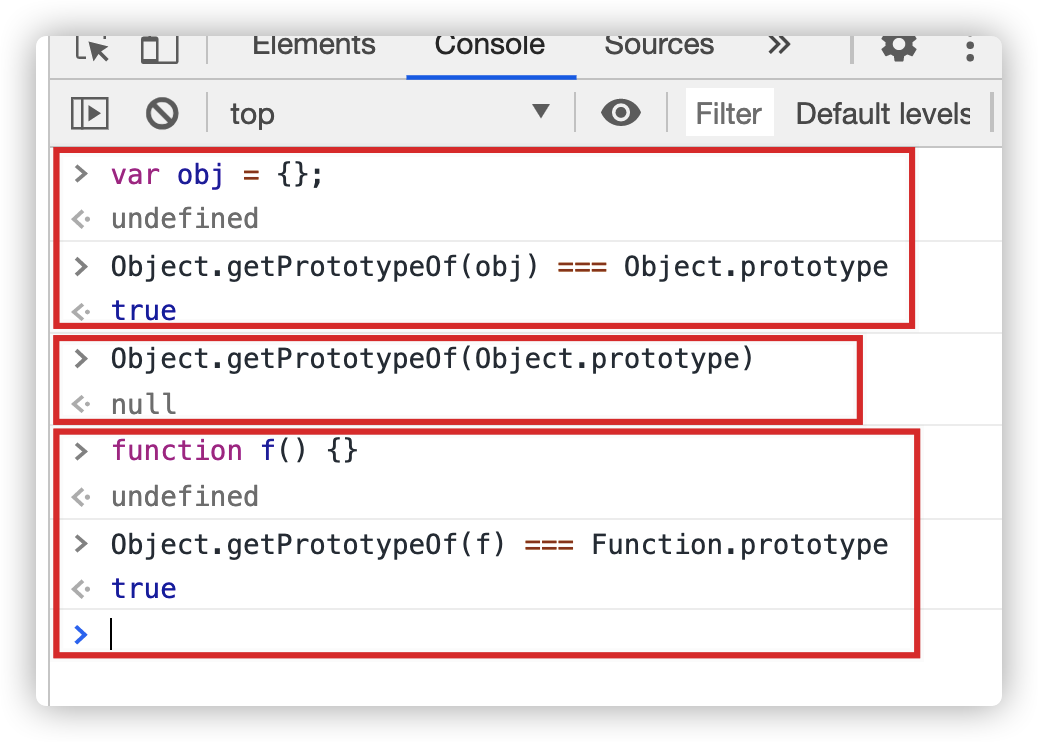 Elements Console Sources »
top ▼ Filter Default levels
> var obj = {};
<· undefined
> Object.getPrototypeOf(obj) === Object.prototype
<· true
> Object.getPrototypeOf(Object.prototype)
<· null
> function f() {}
<· undefined
> Object.getPrototypeOf(f) === Function.prototype
<· true
>